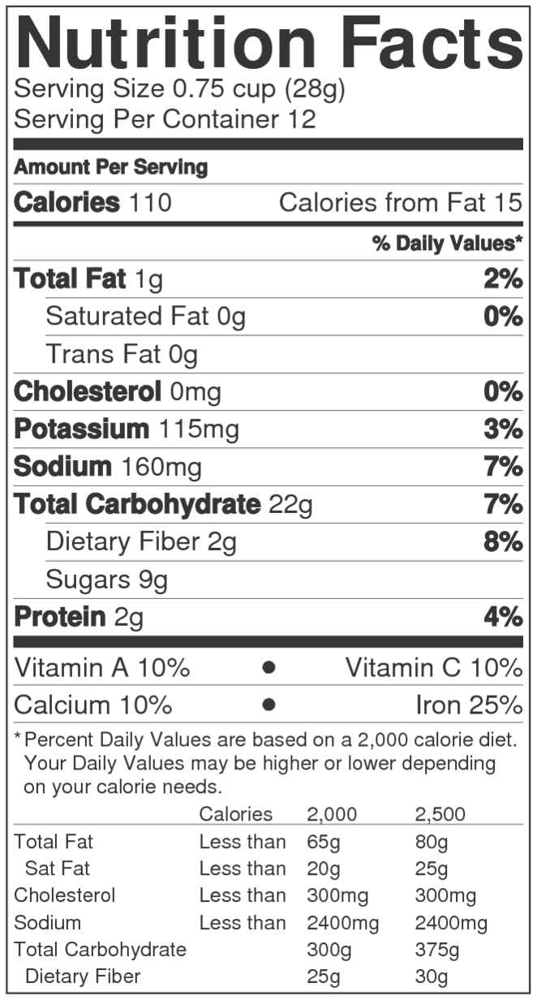 Nutrition Facts
Serving Size 0.75 cup (28g)
Serving Per Container 12
Amount Per Serving
Calories 110 Calories from Fat 15
% Daily Values*
Total Fat 1g 2%
Saturated Fat 0g 0%
Trans Fat 0g
Cholesterol 0mg 0%
Potassium 115mg 3%
Sodium 160mg 7%
Total Carbohydrate 22g 7%
Dietary Fiber 2g 8%
Sugars 9g
Protein 2g 4%
Vitamin A 10% ● Vitamin C 10%
Calcium 10% ● Iron 25%
* Percent Daily Values are based on a 2,000 calorie diet.
Your Daily Values may be higher or lower depending
on your calorie needs.
Calories 2,000 2,500
Total Fat Less than 65g 80g
Sat Fat Less than 20g 25g
Cholesterol Less than 300mg 300mg
Sodium Less than 2400mg 2400mg
Total Carbohydrate 300g 375g
Dietary Fiber 25g 30g